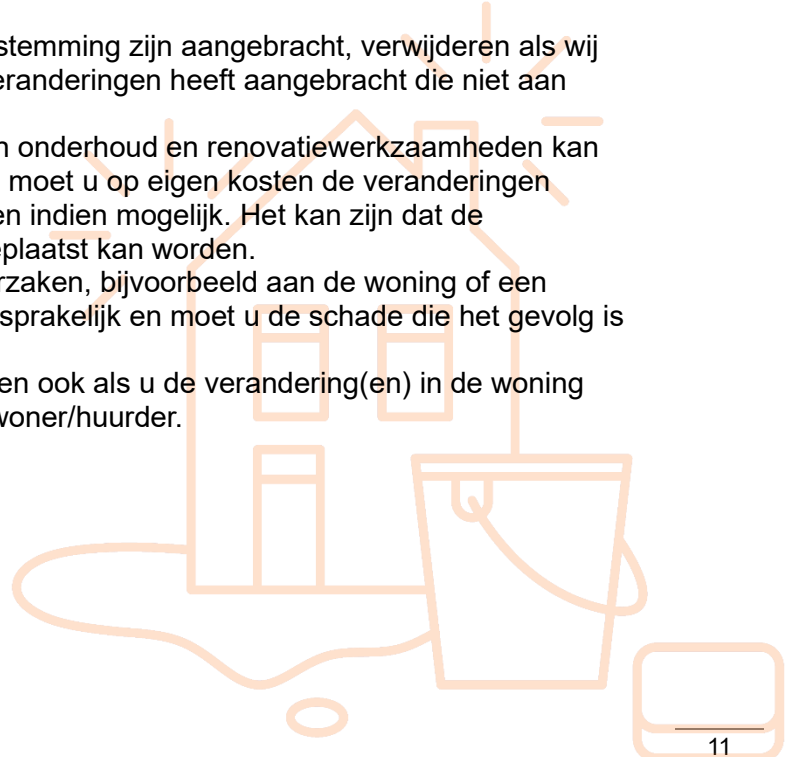 stemming zijn aangebracht, verwijderen als wij
eranderingen heeft aangebracht die niet aan
n onderhoud en renovatiewerkzaamheden kan
moet u op eigen kosten de veranderingen
en indien mogelijk. Het kan zijn dat de
eplaatst kan worden.
rzaken, bijvoorbeeld aan de woning of een
sprakelijk en moet u de schade die het gevolg is
en ook als u de verandering(en) in de woning
woner/huurder.
11